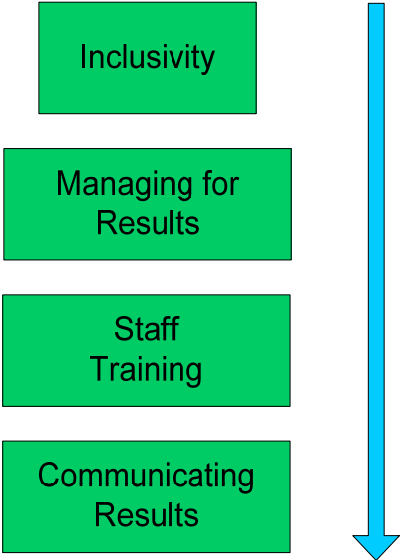 Inclusivity
Managing for
Results
Staff
Training
Communicating
Results